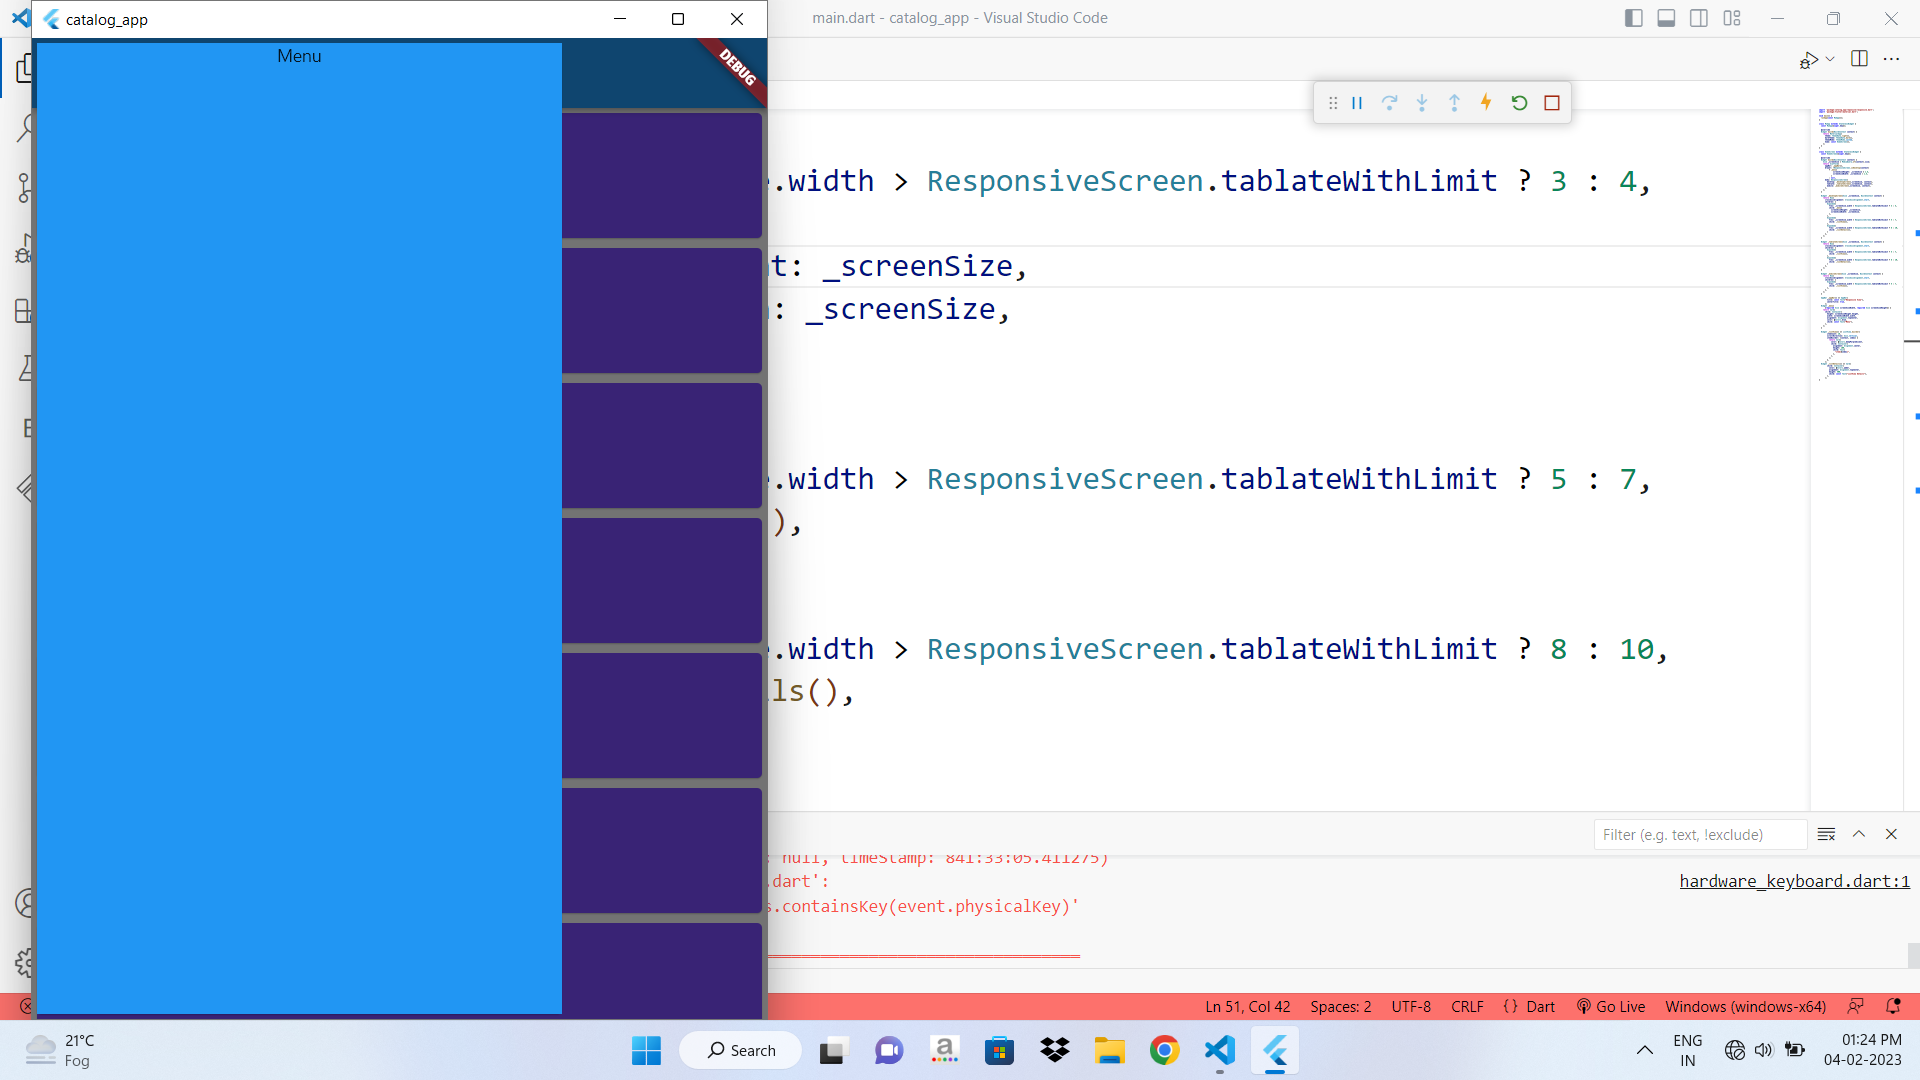 catalog_app
main.dart - catalog_app - Visual Studio Code
Menu
DEBUG
.width > ResponsiveScreen.tablateWithLimit ? 3 : 4,
t: _screenSize,
: _screenSize,
.width > ResponsiveScreen.tablateWithLimit ? 5 : 7,
),
.width > ResponsiveScreen.tablateWithLimit ? 8 : 10,
ls(),
Filter (e.g. text, !exclude)
: null, timeStamp: 841:33:05.411275)
.dart':
hardware_keyboard.dart:1
s.containsKey(event.physicalKey)'
Ln 51, Col 42 Spaces: 2 UTF-8 CRLF {} Dart Go Live Windows (windows-x64)
21°C
Fog
Search
ENG
IN
01:24 PM
04-02-2023